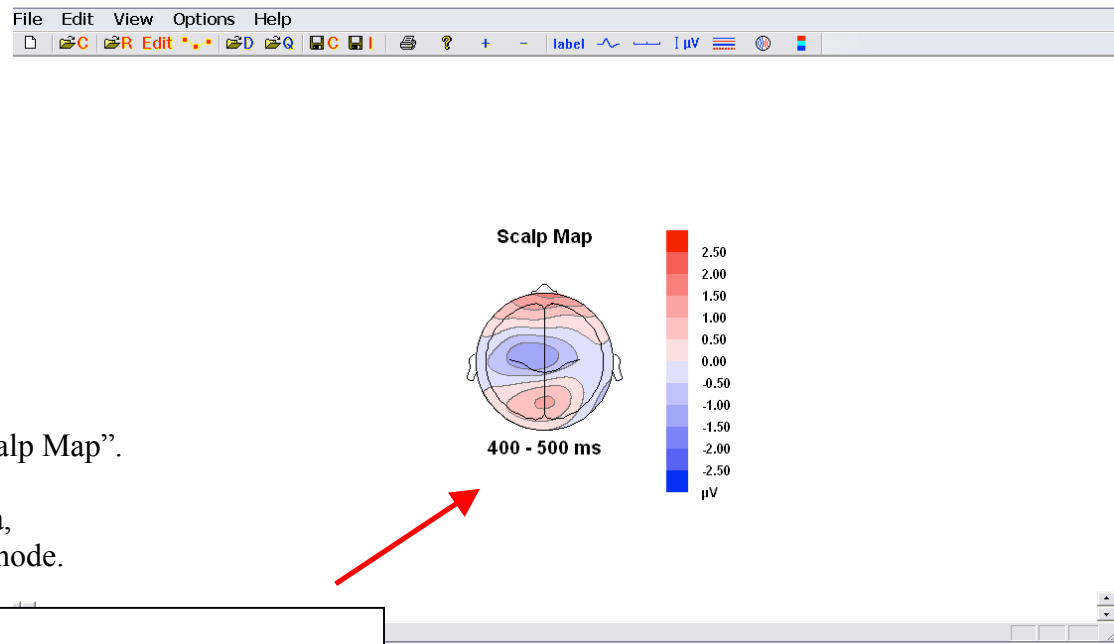 File Edit View Options Help
C R Edit D Q C I ? + - label I µV
Scalp Map
2.50
2.00
1.50
1.00
0.50
0.00
-0.50
-1.00
-1.50
-2.00
-2.50
µV
400 - 500 ms
alp Map”.
,
node.